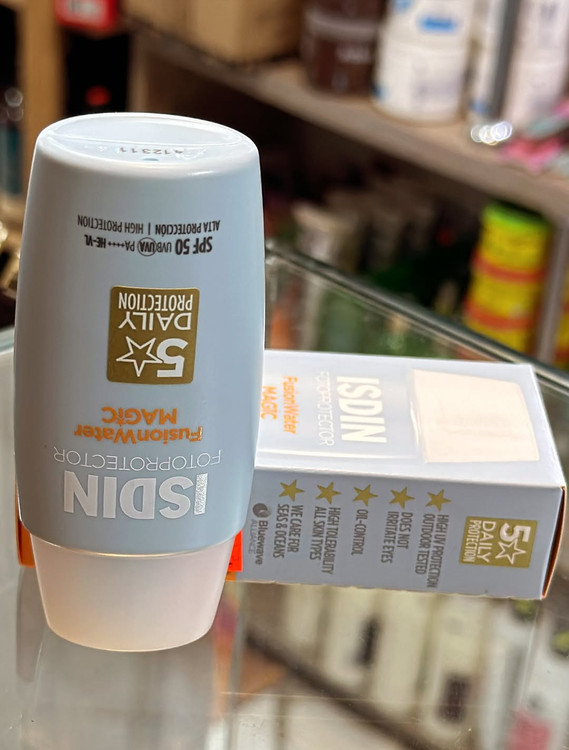 ISDIN
FOTOPROTECTOR
FusionWater
MAGIC
5☆
DAILY
PROTECTION
SPF 50 UVB UVA PA++++ HE-VL
ALTA PROTECCIÓN | HIGH PROTECTION
ISDIN
FOTOPROTECTOR
FusionWater
MAGIC
5☆
DAILY
PROTECTION
HIGH UV PROTECTION
OUTDOOR TESTED
DOES NOT
IRRITATE EYES
OIL-CONTROL
HIGH TOLERABILITY
ALL SKIN TYPES
WE CARE FOR
SEAS & OCEANS
Bluewave
ALLIANCE